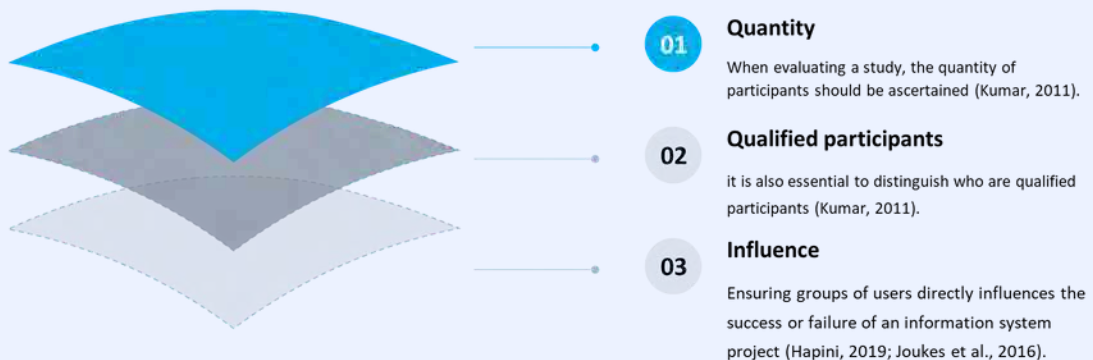 01
Quantity
When evaluating a study, the quantity of
participants should be ascertained (Kumar, 2011).
02
Qualified participants
it is also essential to distinguish who are qualified
participants (Kumar, 2011).
03
Influence
Ensuring groups of users directly influences the
success or failure of an information system
project (Hapini, 2019; Joukes et al., 2016).